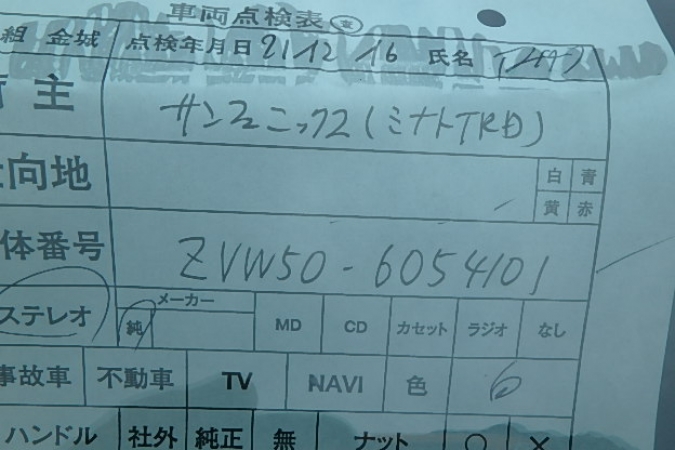 車両点検表
組 金城 点検年月日 21 12 16 氏名
主 サンフェニックス(ミナトTRD)
向地 白 青
黄 赤
体番号 ZVW50-6054101
ステレオ 純 メーカー MD CD カセット ラジオ なし
事故車 不動車 TV NAVI 色 6
ハンドル 社外 純正 無 ナット ○ ×